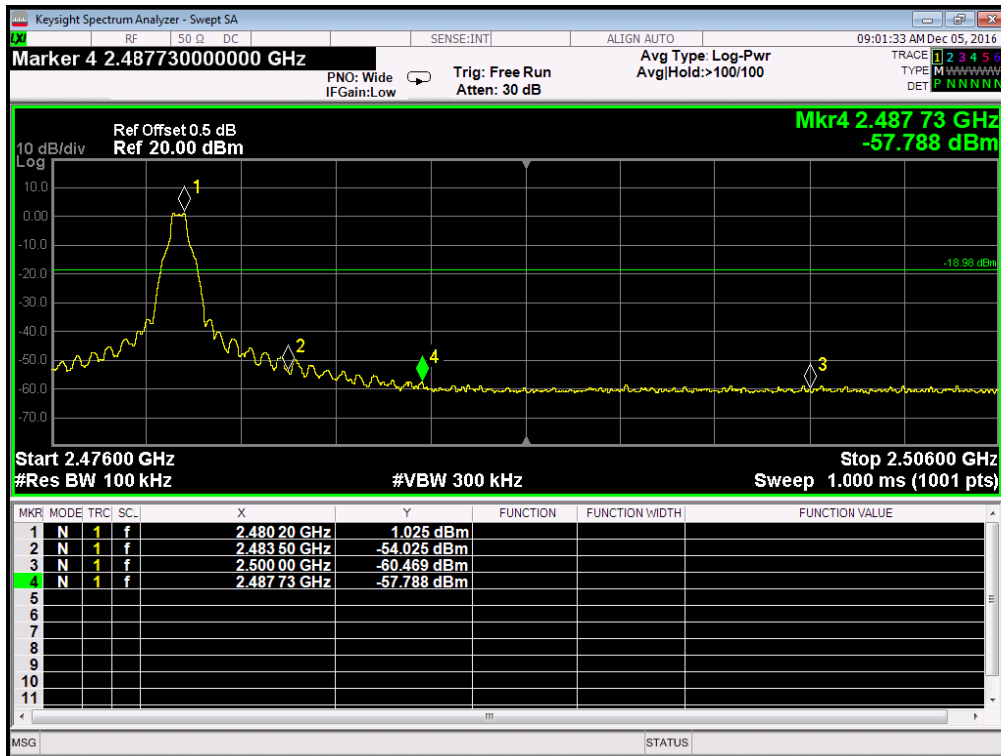 Keysight Spectrum Analyzer - Swept SA
LXI RF 50 Ω DC SENSE:INT ALIGN AUTO 09:01:33 AM Dec 05, 2016
Marker 4 2.487730000000 GHz
PNO: Wide
IFGain:Low
Trig: Free Run
Atten: 30 dB
Avg Type: Log-Pwr
Avg|Hold:>100/100
TRACE 1 2 3 4 5 6
TYPE M W W W W W
DET P N N N N N
Mkr4 2.487 73 GHz
-57.788 dBm
Ref Offset 0.5 dB
10 dB/div Ref 20.00 dBm
Log
10.0
0.00
-10.0
-20.0
-30.0
-40.0
-50.0
-60.0
-70.0
1
-18.98 dBm
2
4
3
Start 2.47600 GHz Stop 2.50600 GHz
#Res BW 100 kHz #VBW 300 kHz Sweep 1.000 ms (1001 pts)
MKR MODE TRC SCL X Y FUNCTION FUNCTION WIDTH FUNCTION VALUE
1 N 1 f 2.480 20 GHz 1.025 dBm
2 N 1 f 2.483 50 GHz -54.025 dBm
3 N 1 f 2.500 00 GHz -60.469 dBm
4 N 1 f 2.487 73 GHz -57.788 dBm
5
6
7
8
9
10
11
MSG STATUS